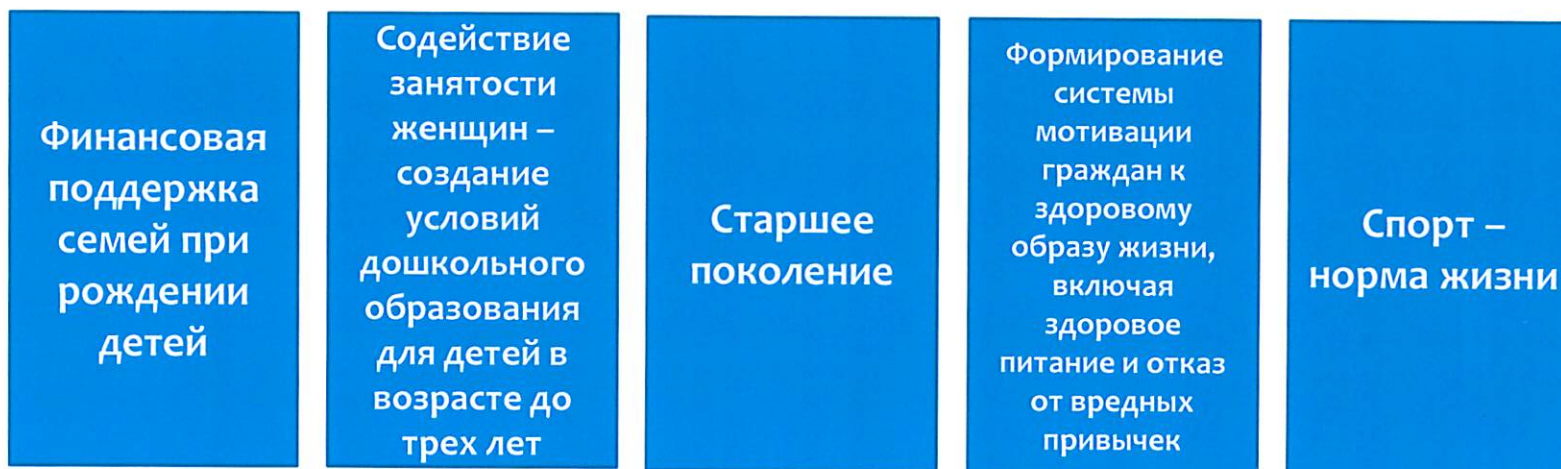 Финансовая
поддержка
семей при
рождении
детей
Содействие
занятости
женщин –
создание
условий
дошкольного
образования
для детей в
возрасте до
трех лет
Старшее
поколение
Формирование
системы
мотивации
граждан к
здоровому
образу жизни,
включая
здоровое
питание и отказ
от вредных
привычек
Спорт –
норма жизни